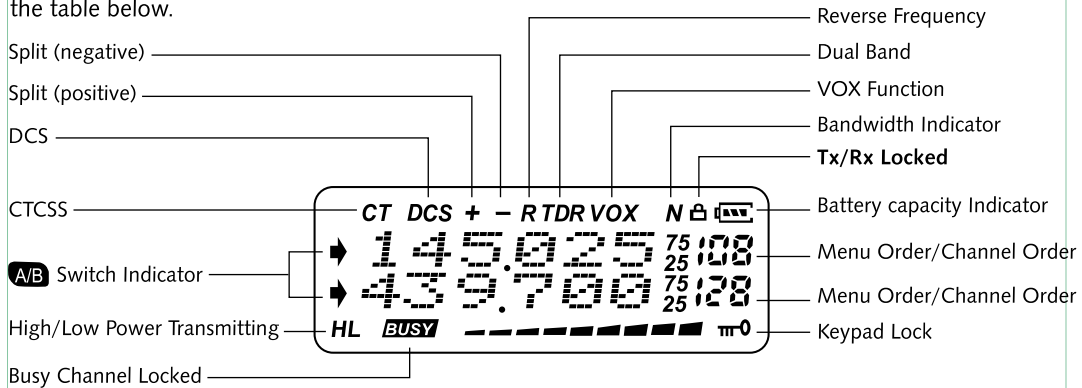 the table below.
Reverse Frequency
Split (negative)
Dual Band
Split (positive)
VOX Function
DCS
Bandwidth Indicator
Tx/Rx Locked
CTCSS
CT DCS + − R TDR VOX N
Battery capacity Indicator
145.025 75 25 108
Menu Order/Channel Order
A/B Switch Indicator
439.700 75 25 128
Menu Order/Channel Order
High/Low Power Transmitting
HL BUSY
Keypad Lock
Busy Channel Locked